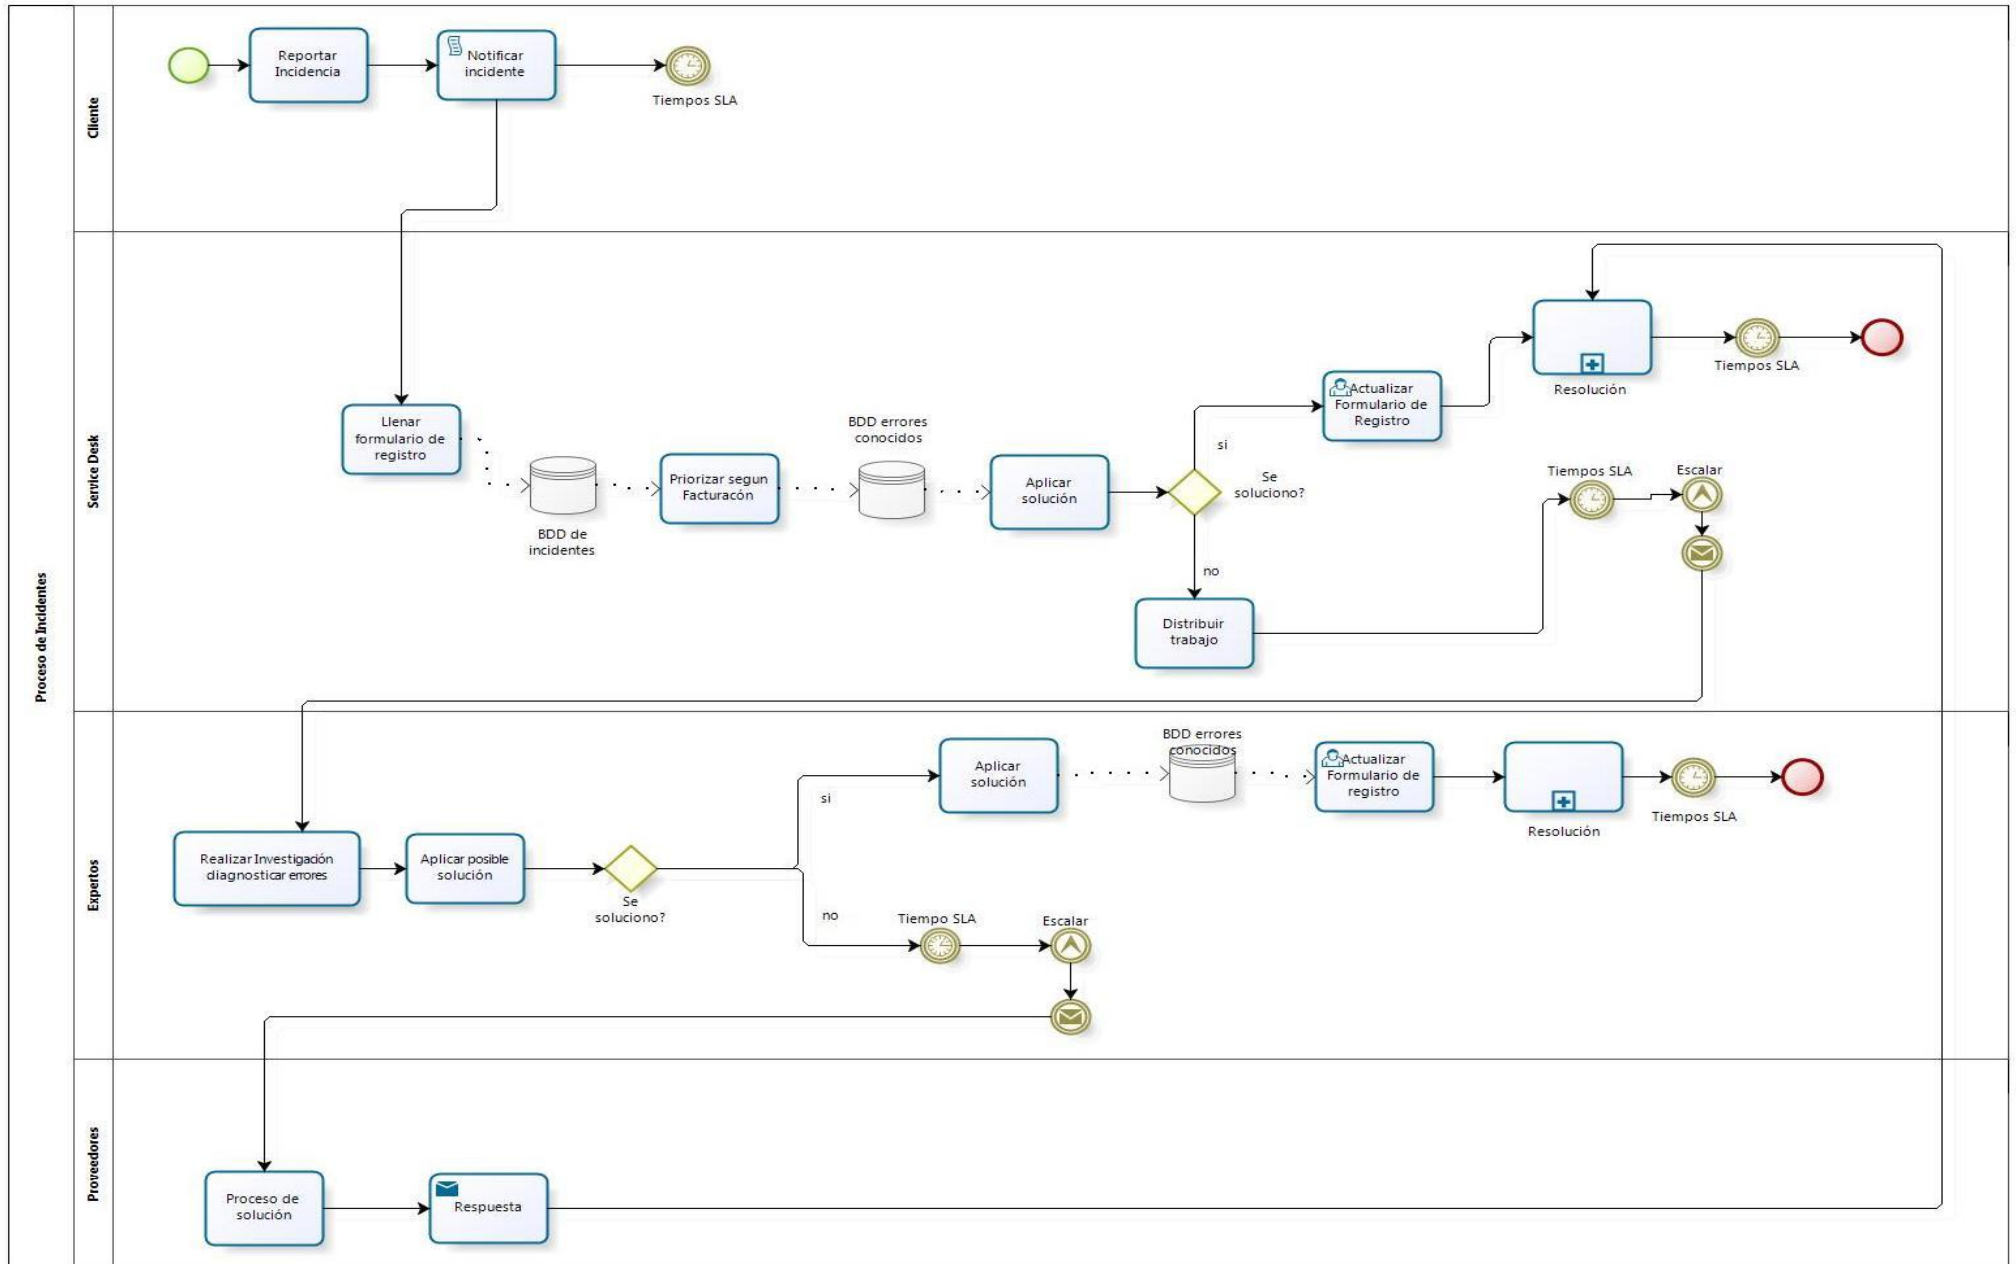 Proceso de Incidentes
Cliente
Reportar
Incidencia
Notificar
incidente
Tiempos SLA
Service Desk
Llenar
formulario de
registro
BDD de
incidentes
Priorizar segun
Facturacón
BDD errores
conocidos
Aplicar
solución
Se
soluciono?
si
no
Actualizar
Formulario de
Registro
Resolución
Tiempos SLA
Distribuir
trabajo
Tiempos SLA
Escalar
Expertos
Realizar Investigación
diagnosticar errores
Aplicar posible
solución
Se
soluciono?
si
no
Aplicar
solución
BDD errores
conocidos
Actualizar
Formulario de
registro
Resolución
Tiempos SLA
Tiempo SLA
Escalar
Proveedores
Proceso de
solución
Respuesta